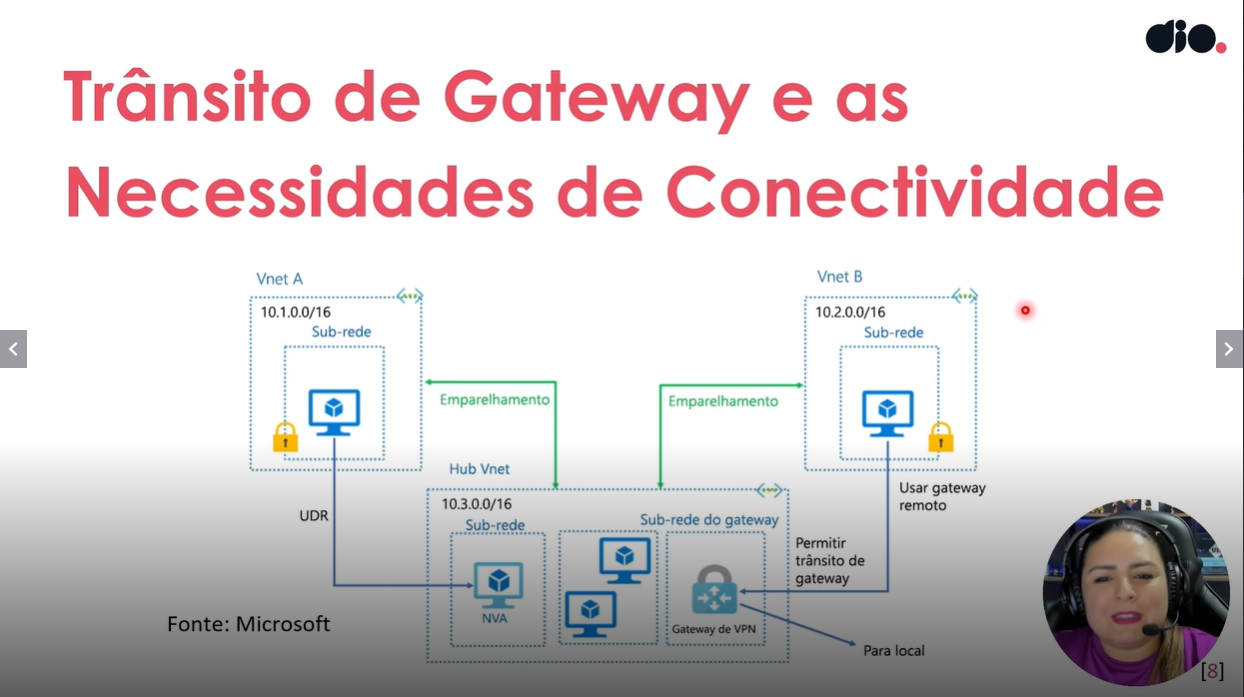 dio.
Trânsito de Gateway e as
Necessidades de Conectividade
Vnet A
10.1.0.0/16
Sub-rede
Vnet B
10.2.0.0/16
Sub-rede
Emparelhamento
Emparelhamento
Hub Vnet
10.3.0.0/16
Sub-rede
Sub-rede do gateway
UDR
Usar gateway
remoto
Permitir
trânsito de
gateway
NVA
Gateway de VPN
Para local
Fonte: Microsoft
[8]